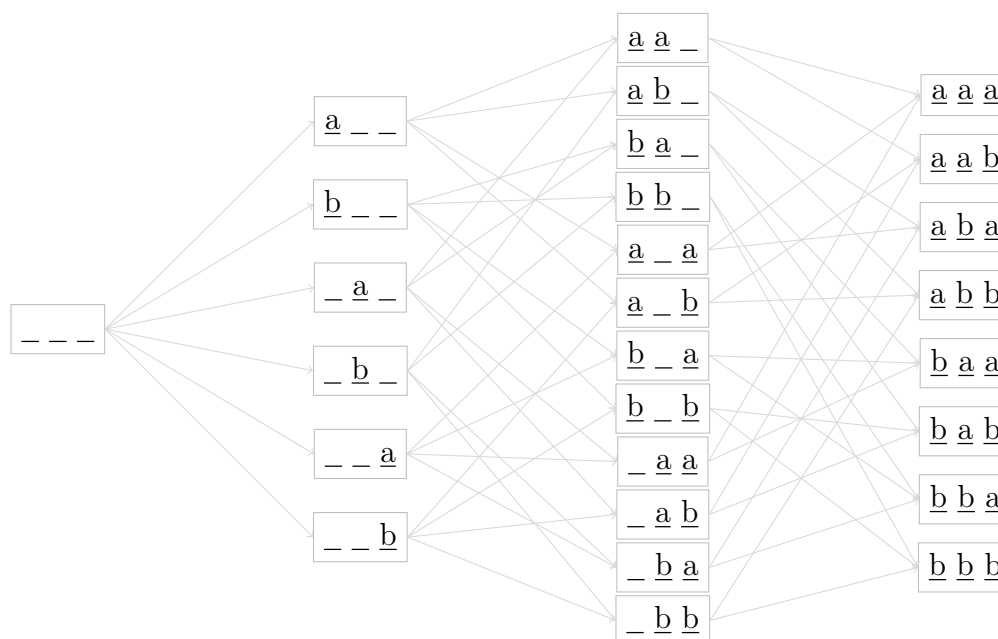 _ _ _
a _ _
b _ _
_ a _
_ b _
_ _ a
_ _ b
a a _
a b _
b a _
b b _
a _ a
a _ b
b _ a
b _ b
_ a a
_ a b
_ b a
_ b b
a a a
a a b
a b a
a b b
b a a
b a b
b b a
b b b